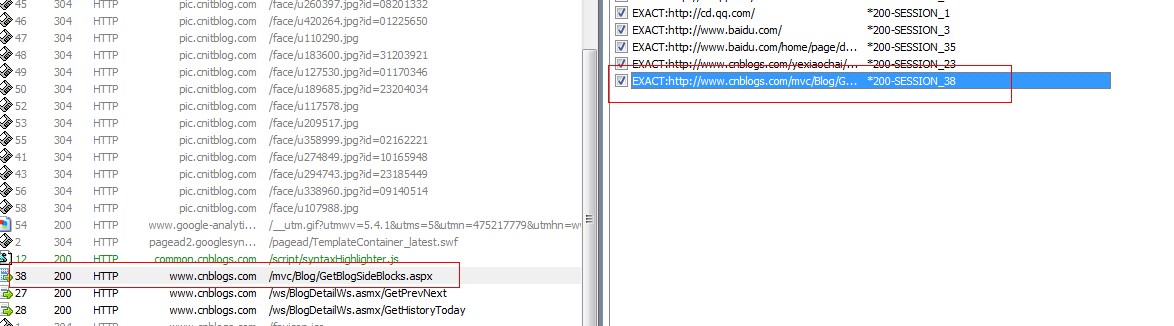 45 304 HTTP pic.cnitblog.com /face/u260397.jpg?id=08201332
46 304 HTTP pic.cnitblog.com /face/u420264.jpg?id=01225650
47 304 HTTP pic.cnitblog.com /face/u110290.jpg
48 304 HTTP pic.cnitblog.com /face/u183600.jpg?id=31203921
49 304 HTTP pic.cnitblog.com /face/u127530.jpg?id=01170346
50 304 HTTP pic.cnitblog.com /face/u189685.jpg?id=23204034
52 304 HTTP pic.cnitblog.com /face/u117578.jpg
53 304 HTTP pic.cnitblog.com /face/u209517.jpg
55 304 HTTP pic.cnitblog.com /face/u358999.jpg?id=02162221
41 304 HTTP pic.cnitblog.com /face/u274849.jpg?id=10165948
43 304 HTTP pic.cnitblog.com /face/u294743.jpg?id=23185449
56 304 HTTP pic.cnitblog.com /face/u338960.jpg?id=09140514
58 304 HTTP pic.cnitblog.com /face/u107988.jpg
54 200 HTTP www.google-analyti... /__utm.gif?utmwv=5.4.1&utms=5&utmn=475217779&utmhn=w
2 304 HTTP pagead2.googlesyn... /pagead/TemplateContainer_latest.swf
12 200 HTTP common.cnblogs.com /script/syntaxHighlighter.js
38 200 HTTP www.cnblogs.com /mvc/Blog/GetBlogSideBlocks.aspx
27 200 HTTP www.cnblogs.com /ws/BlogDetailWs.asmx/GetPrevNext
28 200 HTTP www.cnblogs.com /ws/BlogDetailWs.asmx/GetHistoryToday
EXACT:http://cd.qq.com/ *200-SESSION_1
EXACT:http://www.baidu.com/ *200-SESSION_3
EXACT:http://www.baidu.com/home/page/d... *200-SESSION_35
EXACT:http://www.cnblogs.com/yexiaochai/... *200-SESSION_23
EXACT:http://www.cnblogs.com/mvc/Blog/G... *200-SESSION_38